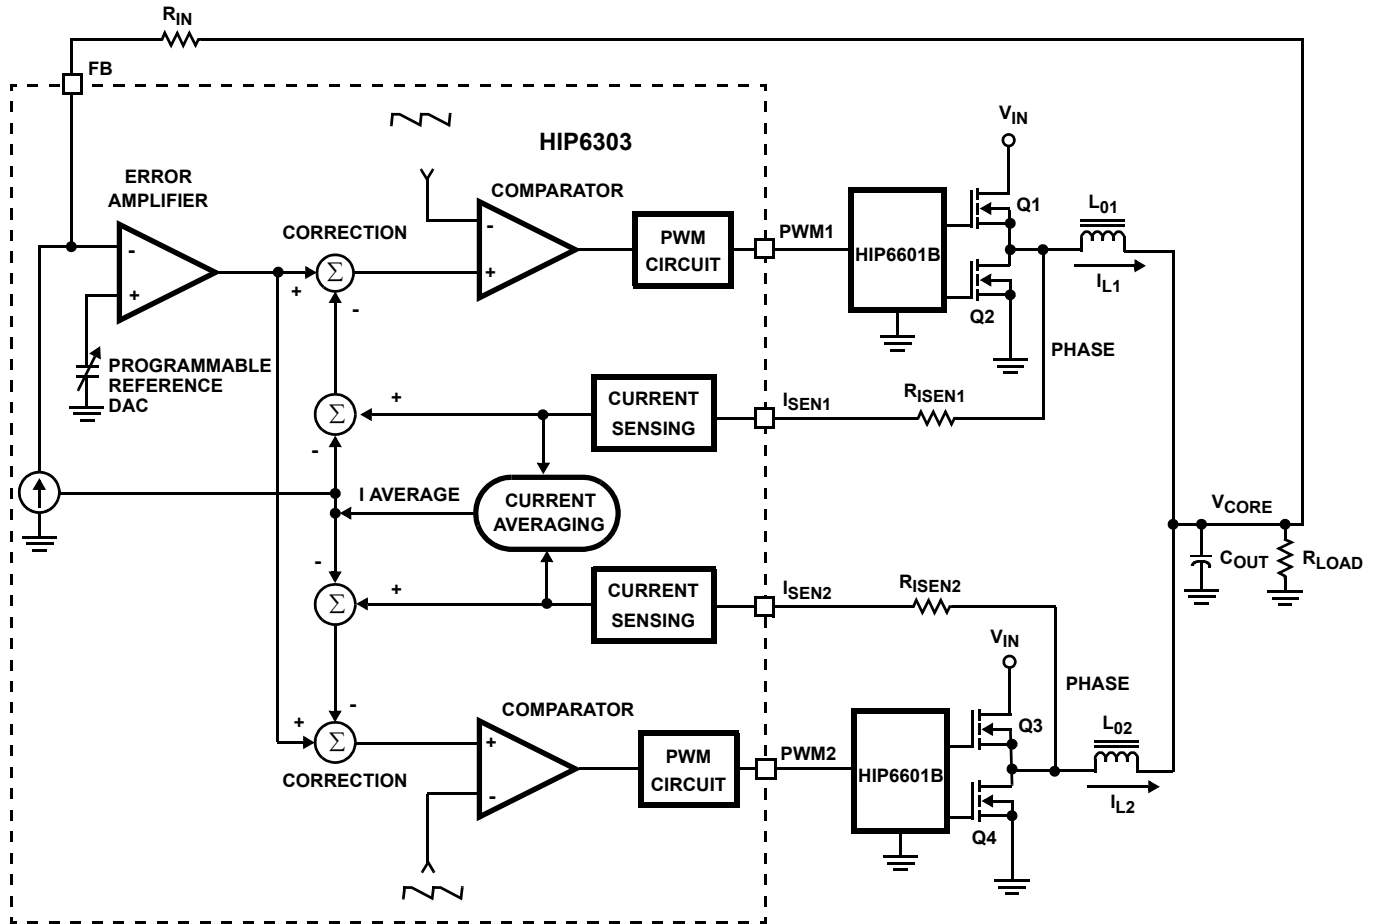 RIN
FB
HIP6303
VIN
ERROR
AMPLIFIER
COMPARATOR
CORRECTION
-
+
Σ
+
-
-
+
PWM
CIRCUIT
PWM1
HIP6601B
Q1
Q2
L01
IL1
PHASE
PROGRAMMABLE
REFERENCE
DAC
Σ
+
-
CURRENT
SENSING
ISEN1
RISEN1
I AVERAGE
CURRENT
AVERAGING
VCORE
COUT
RLOAD
-
Σ
+
CURRENT
SENSING
ISEN2
RISEN2
VIN
PHASE
-
+
Σ
CORRECTION
COMPARATOR
+
-
PWM
CIRCUIT
PWM2
HIP6601B
Q3
Q4
L02
IL2